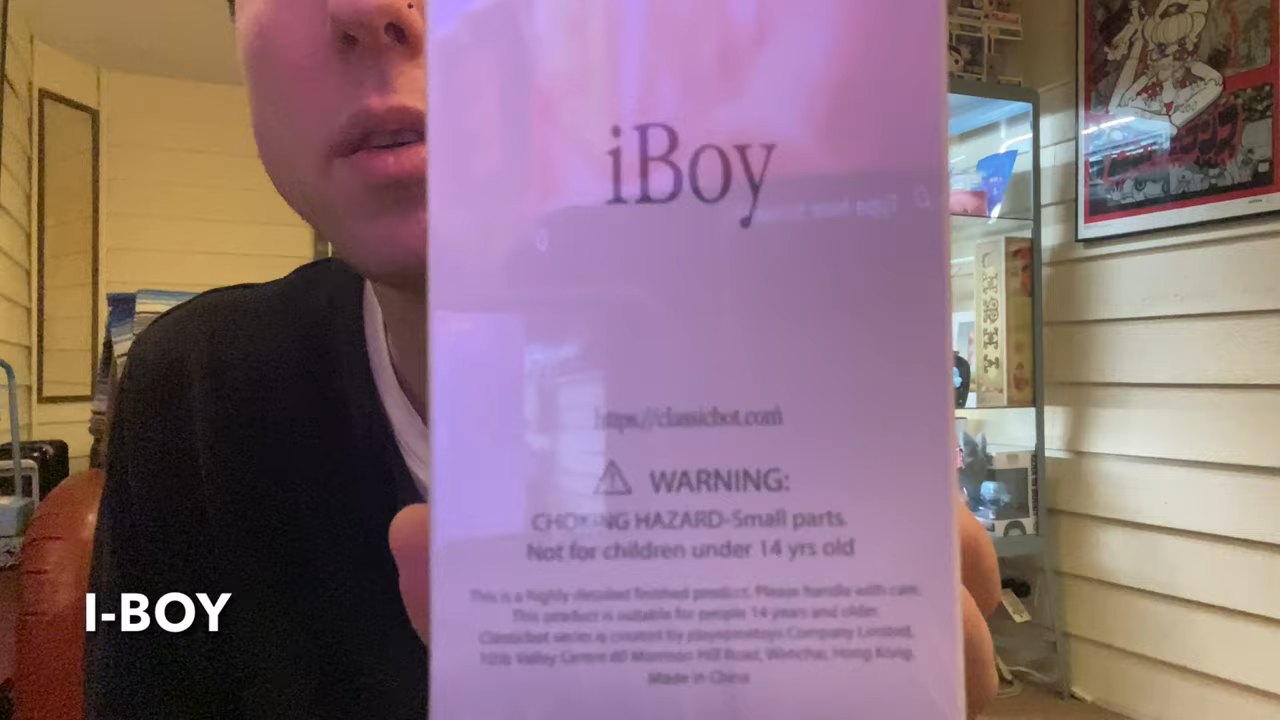 iBoy
https://classicbot.com
WARNING:
CHOKING HAZARD-Small parts.
Not for children under 14 yrs old
This is a highly detailed finished product. Please handle with care.
This product is suitable for people 14 years and older.
Classicbot series is created by playsometoys Company Limited,
Valley Centre 80 Morrison Hill Road, Wanchai, Hong Kong.
Made in China
I-BOY